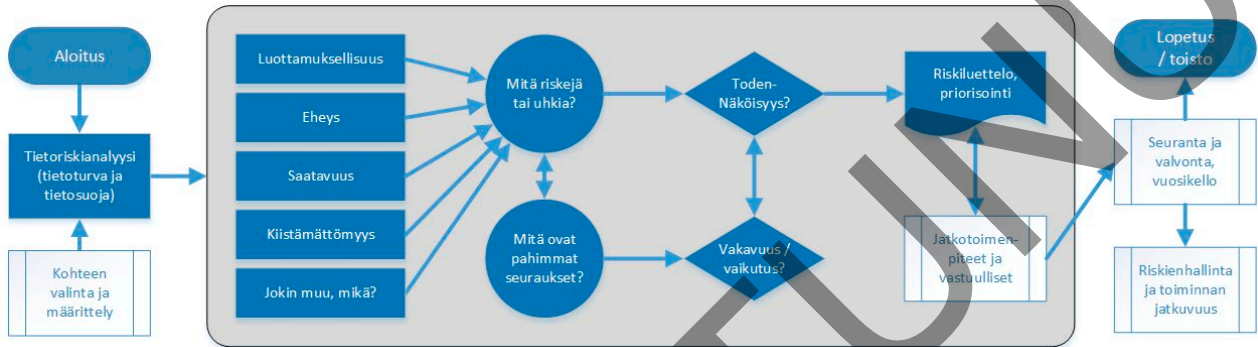 Aloitus
Tietoriskianalyysi
(tietoturva ja
tietosuoja)
Kohteen
valinta ja
määrittely
Luottamuksellisuus
Eheys
Saatavuus
Kiistämättömyys
Jokin muu, mikä?
Mitä riskejä
tai uhkia?
Mitä ovat
pahimmat
seuraukset?
Toden-
Näköisyys?
Vakavuus /
vaikutus?
Riskiluettelo,
priorisointi
Jatkotoimen-
piteet ja
vastuulliset
Lopetus
/ toisto
Seuranta ja
valvonta,
vuosikello
Riskienhallinta
ja toiminnan
jatkuvuus